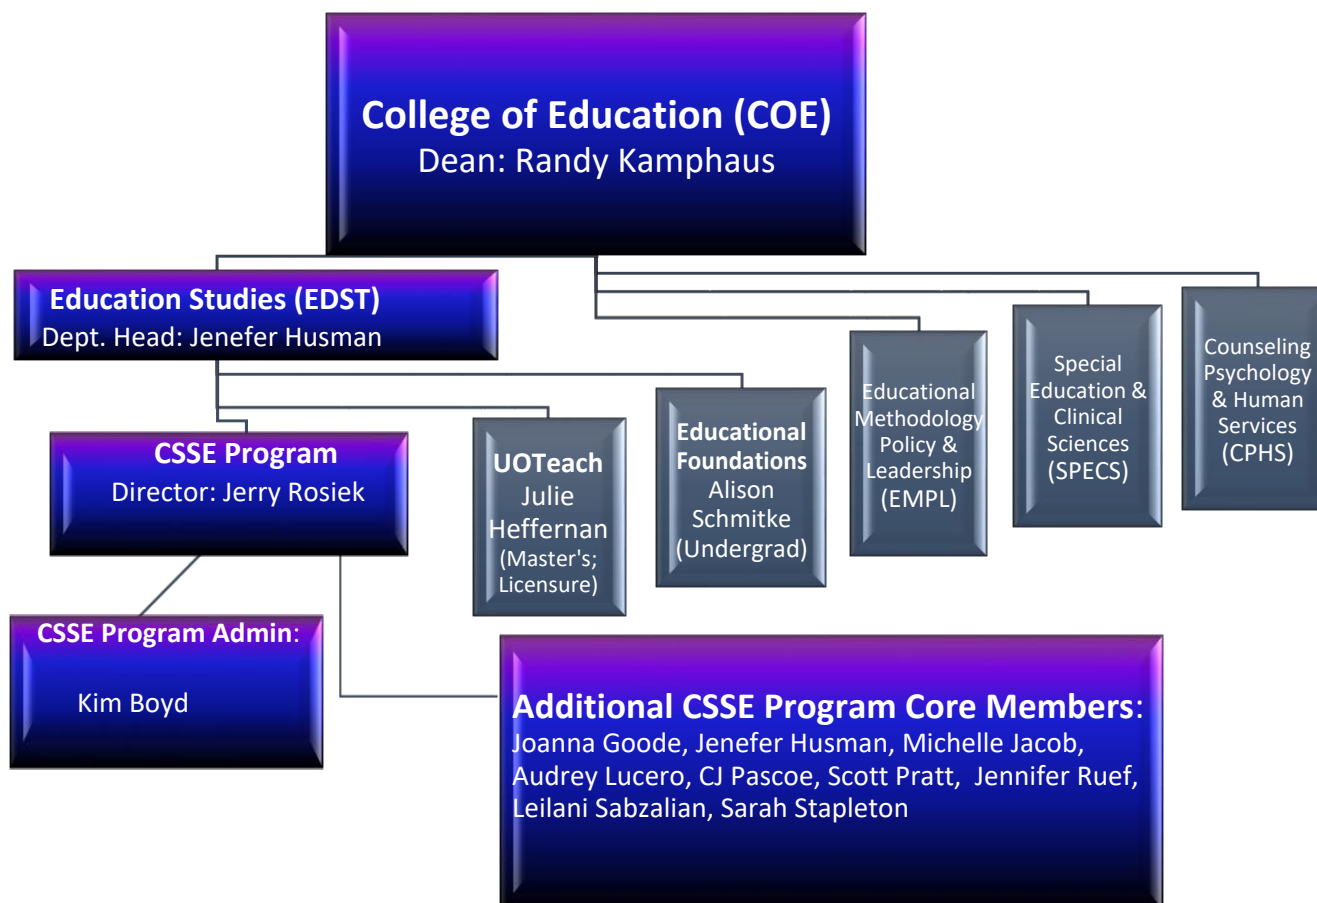 College of Education (COE)
Dean: Randy Kamphaus
Education Studies (EDST)
Dept. Head: Jenefer Husman
Educational
Methodology
Policy &
Leadership
(EMPL)
Special
Education &
Clinical
Sciences
(SPECS)
Counseling
Psychology
& Human
Services
(CPHS)
CSSE Program
Director: Jerry Rosiek
UOTeach
Julie
Heffernan
(Master's;
Licensure)
Educational
Foundations
Alison
Schmitke
(Undergrad)
CSSE Program Admin:
Kim Boyd
Additional CSSE Program Core Members:
Joanna Goode, Jenefer Husman, Michelle Jacob,
Audrey Lucero, CJ Pascoe, Scott Pratt, Jennifer Ruef,
Leilani Sabzalian, Sarah Stapleton